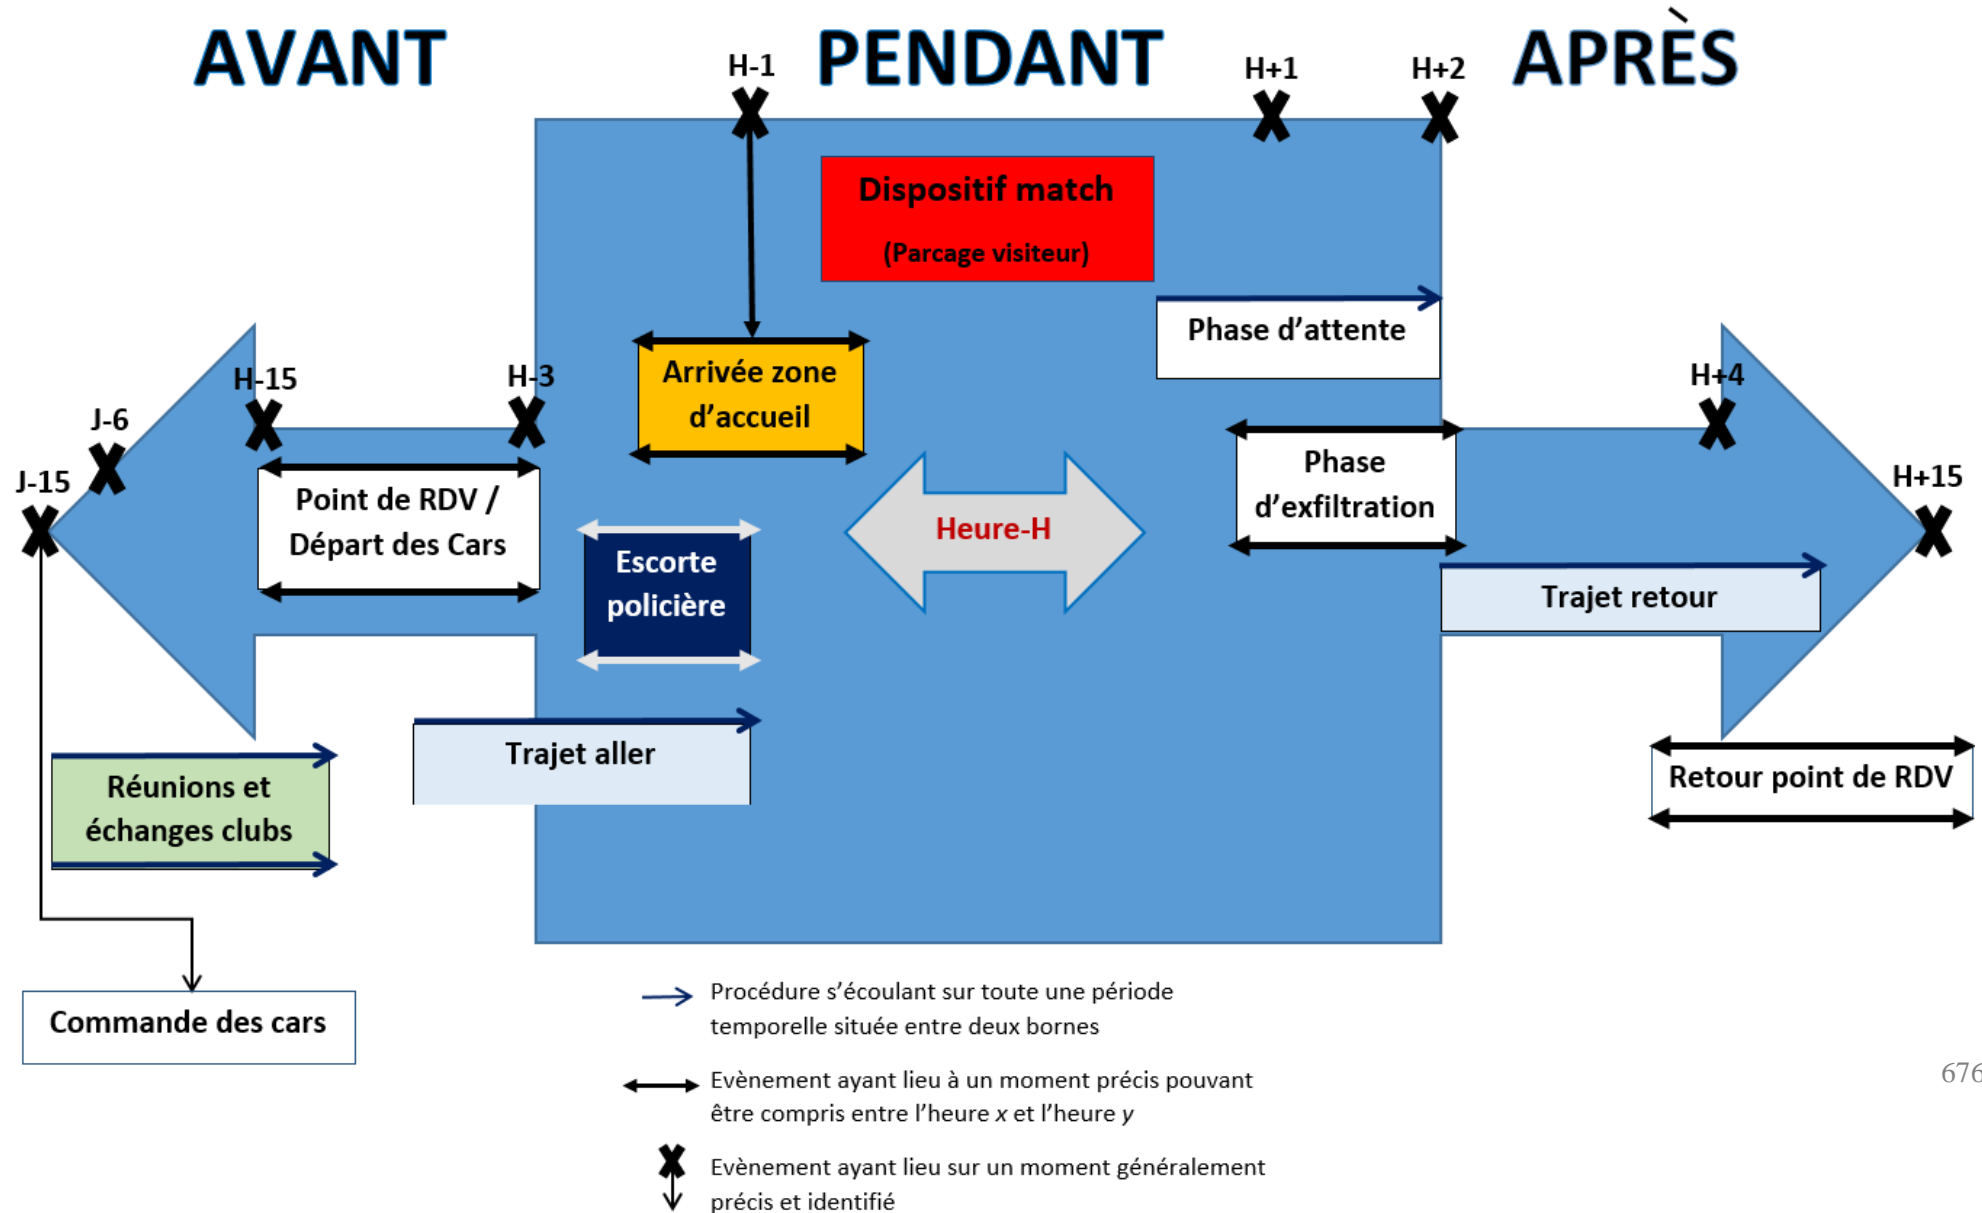 AVANT
PENDANT
APRÈS
H-1
H+1
H+2
Dispositif match
(Parcage visiteur)
Phase d’attente
Arrivée zone
d’accueil
H-15
H-3
H+4
J-6
J-15
H+15
Point de RDV /
Départ des Cars
Phase
d’exfiltration
Heure-H
Escorte
policière
Trajet retour
Trajet aller
Réunions et
échanges clubs
Retour point de RDV
Commande des cars
Procédure s’écoulant sur toute une période
temporelle située entre deux bornes
Evènement ayant lieu à un moment précis pouvant
être compris entre l’heure x et l’heure y
Evènement ayant lieu sur un moment généralement
précis et identifié
676